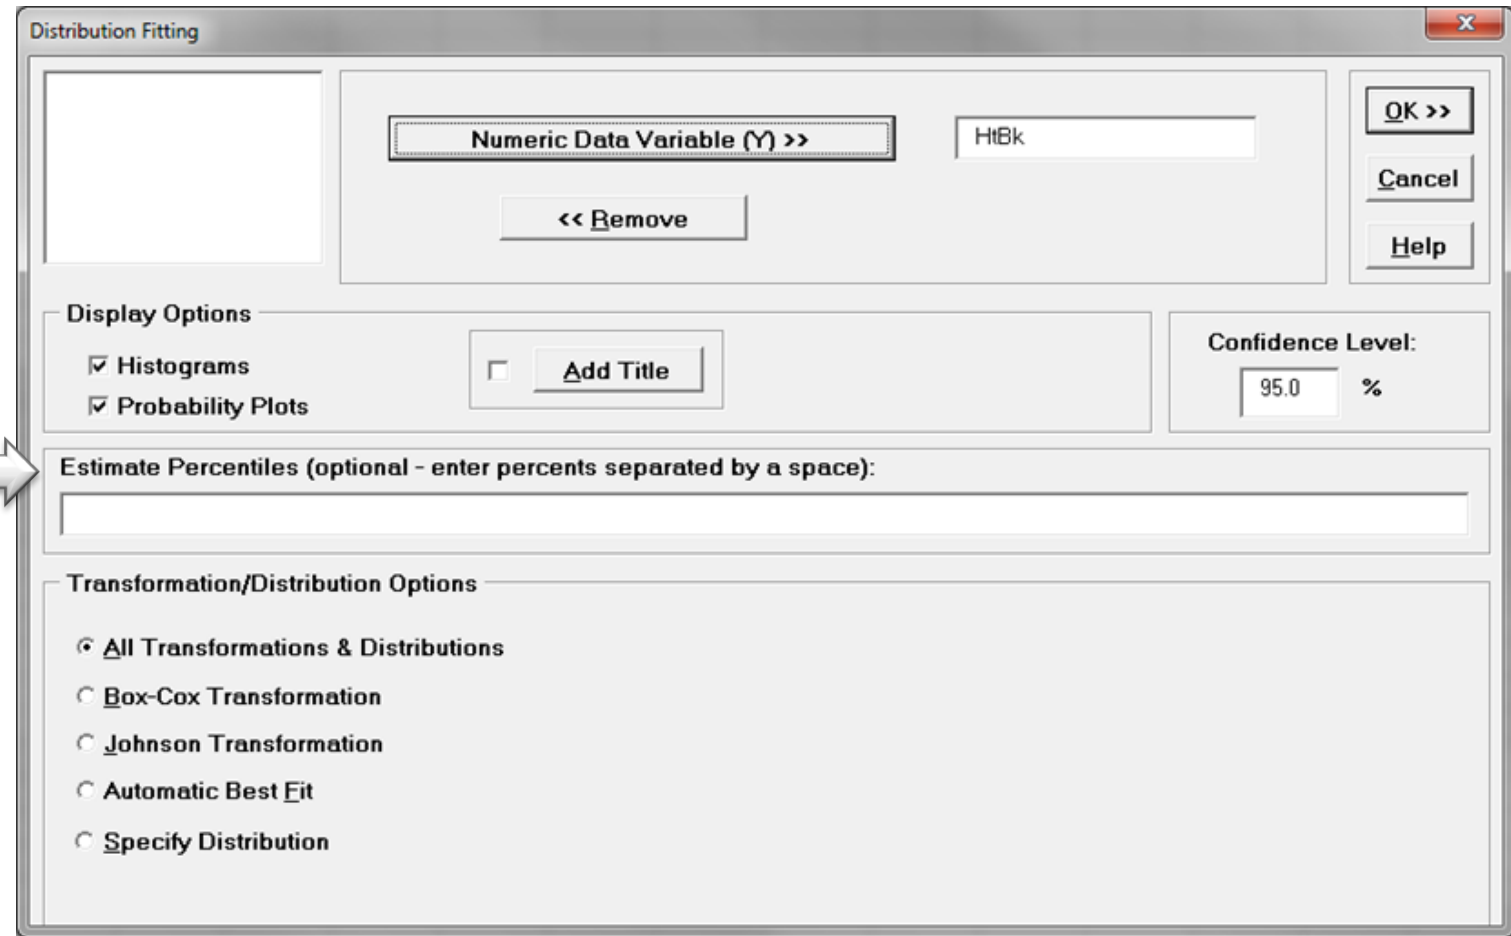 Distribution Fitting
Numeric Data Variable (Y) >>
HtBk
<< Remove
OK >>
Cancel
Help
Display Options
Histograms
Probability Plots
Add Title
Confidence Level:
95.0 %
Estimate Percentiles (optional - enter percents separated by a space):
Transformation/Distribution Options
All Transformations & Distributions
Box-Cox Transformation
Johnson Transformation
Automatic Best Fit
Specify Distribution